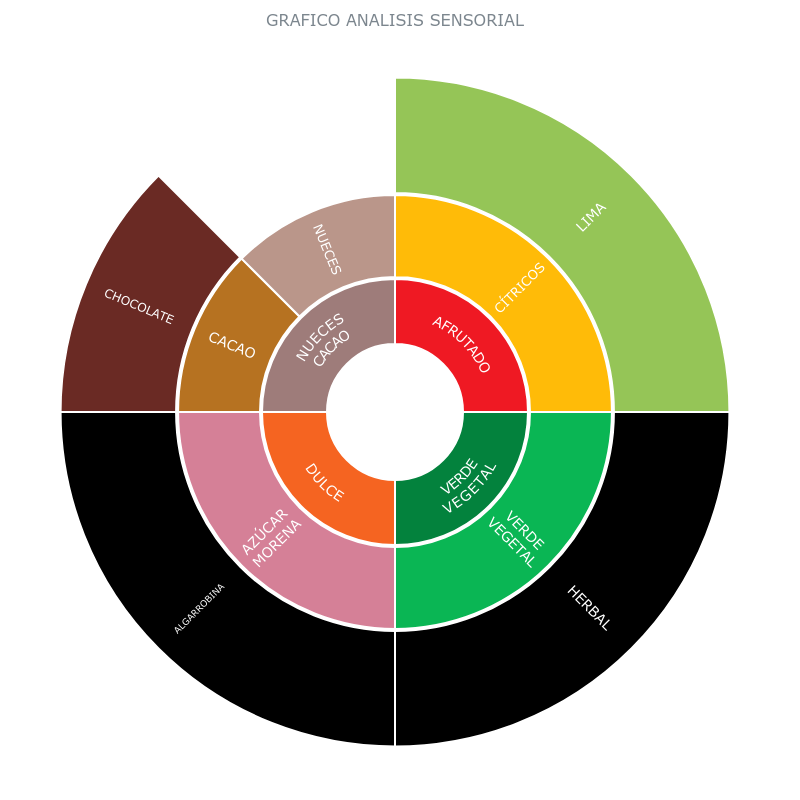 GRAFICO ANALISIS SENSORIAL
LIMA
CÍTRICOS
AFRUTADO
NUECES
CHOCOLATE
CACAO
NUECES
CACAO
DULCE
AZÚCAR
MORENA
ALGARROBINA
VERDE
VEGETAL
VERDE
VEGETAL
HERBAL